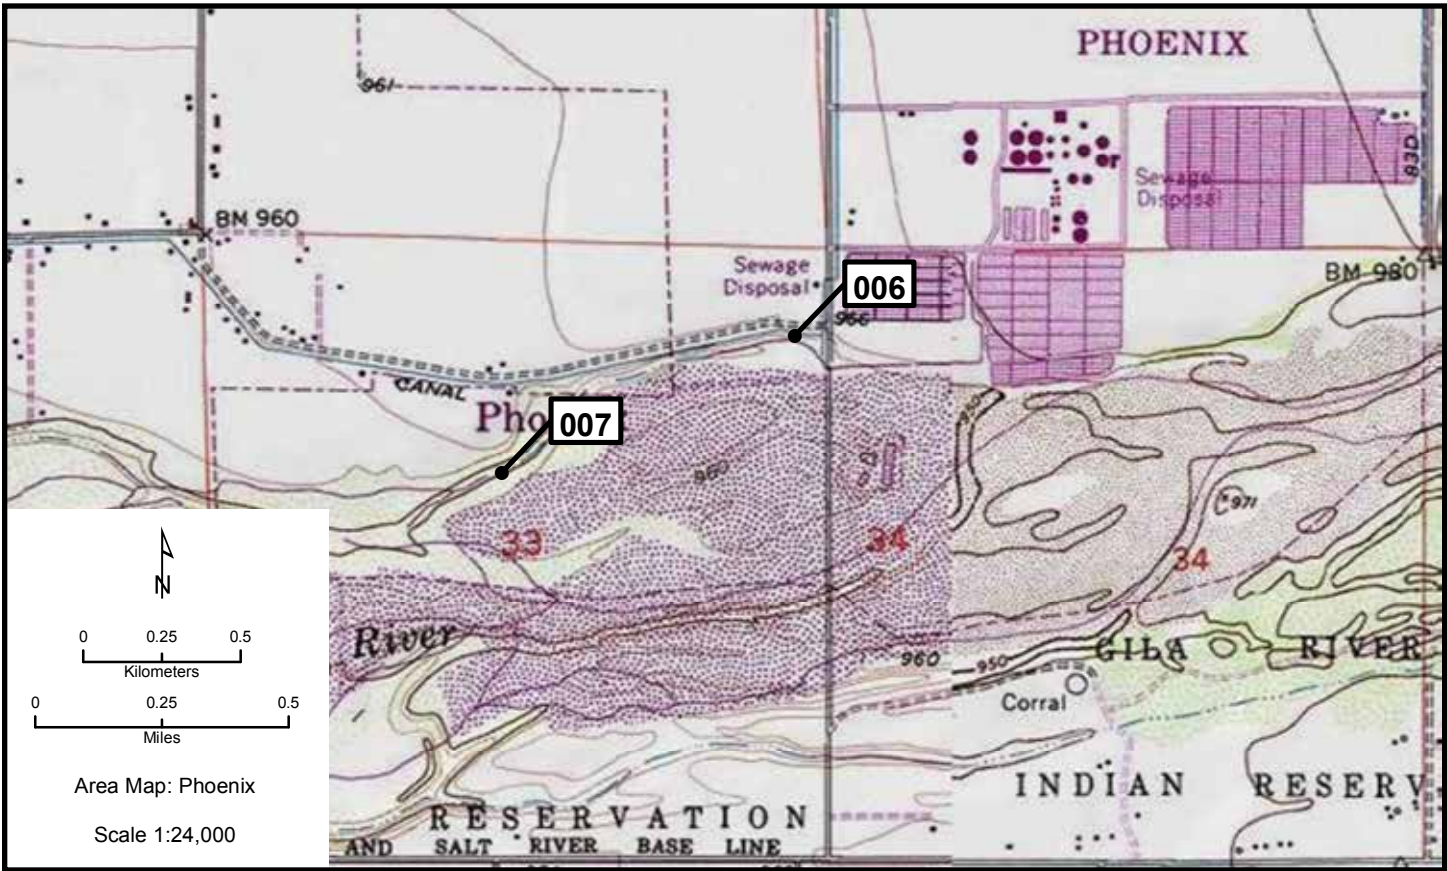 PHOENIX
961
83D
Sewage
Disposal
BM 960
Sewage
Disposal
006
BM 980
966
CANAL
Pho
007
950
960
971
33
34
34
River
960
950
GILA RIVER
Corral
INDIAN RESERV
RESERVATION
AND SALT RIVER BASE LINE
N
0 0.25 0.5
Kilometers
0 0.25 0.5
Miles
Area Map: Phoenix
Scale 1:24,000